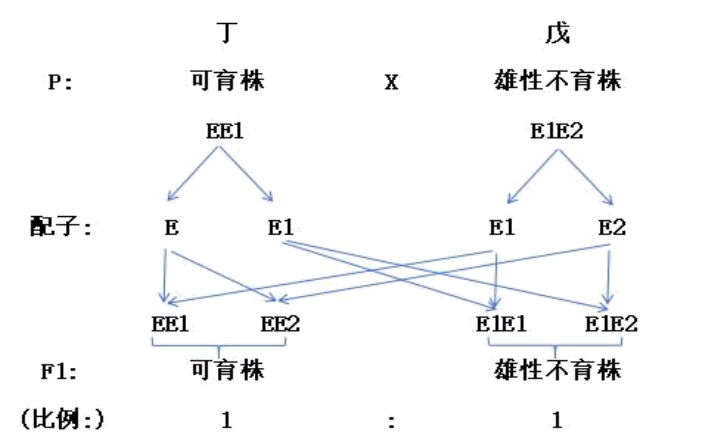 丁 戊
P: 可育株 X 雄性不育株
EE1 E1E2
配子: E E1 E1 E2
EE1 EE2 E1E1 E1E2
F1: 可育株 雄性不育株
(比例:) 1 : 1